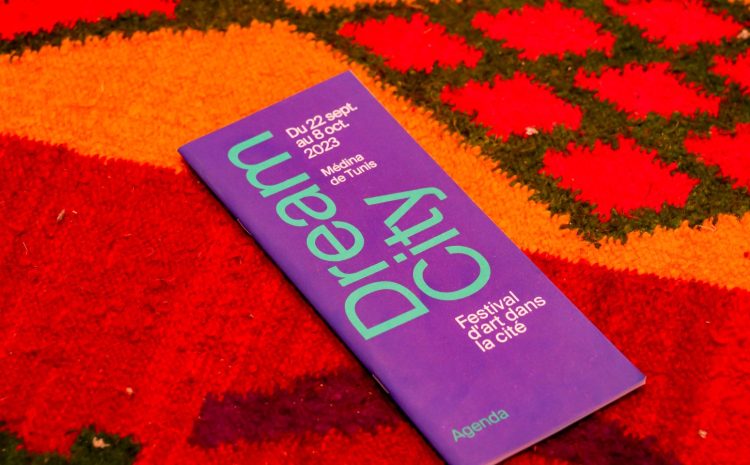 Du 22 sept.
au 8 oct.
2023
Médina
de Tunis
Dream
City
Festival
d'art dans
la cité
Agenda